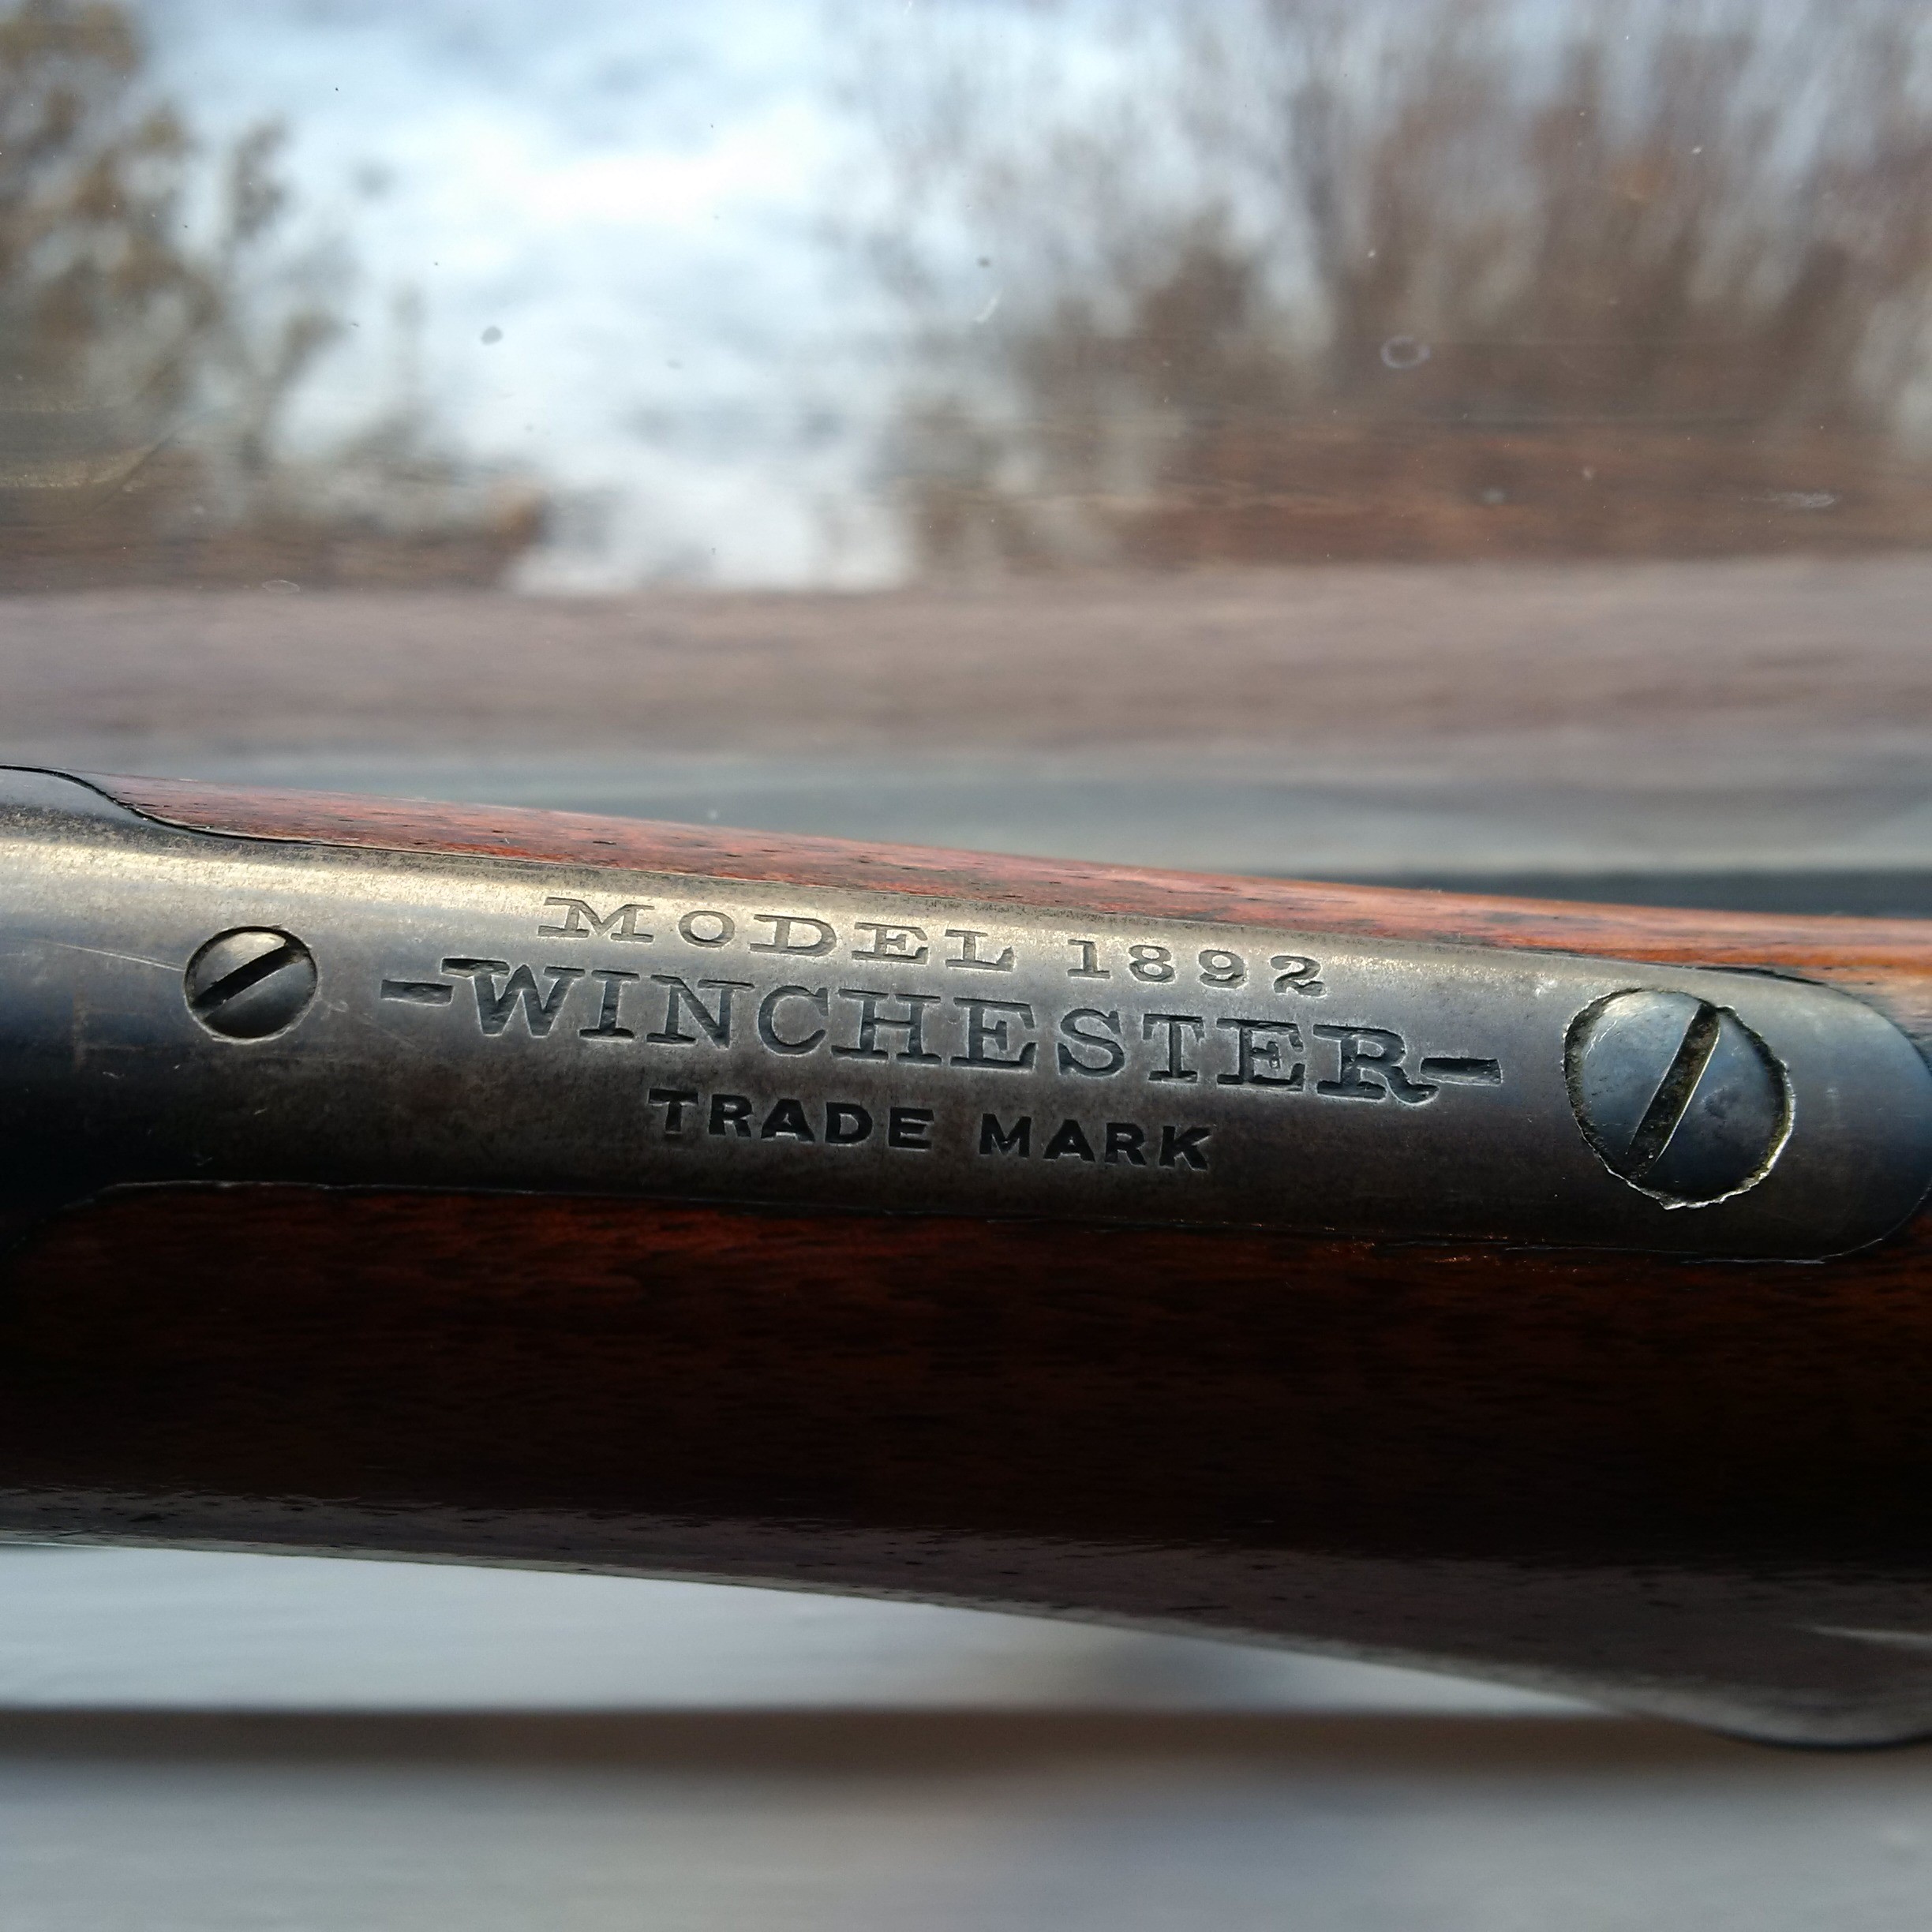 MODEL 1892
-WINCHESTER-
TRADE MARK